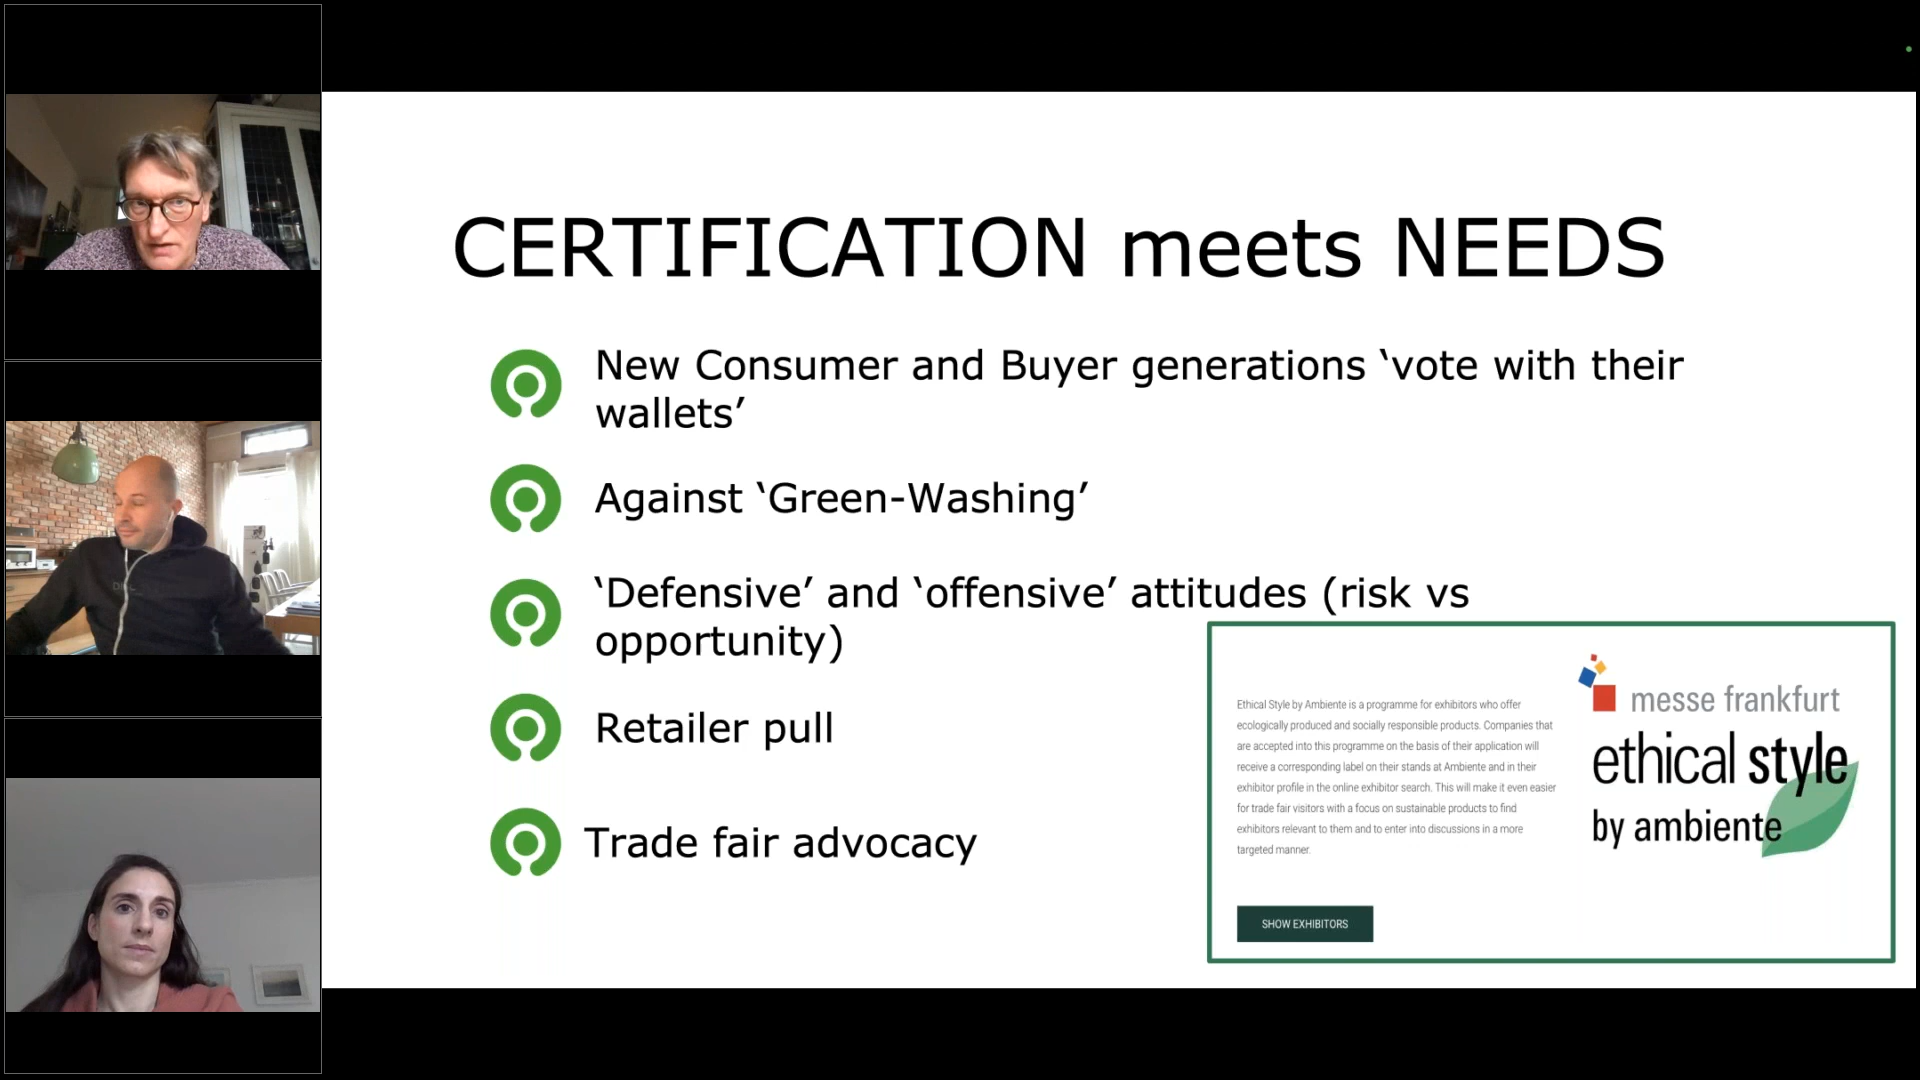 CERTIFICATION meets NEEDS
New Consumer and Buyer generations ‘vote with their
wallets’
Against ‘Green-Washing’
‘Defensive’ and ‘offensive’ attitudes (risk vs
opportunity)
Retailer pull
Trade fair advocacy
Ethical Style by Ambiente is a programme for exhibitors who offer
ecologically produced and socially responsible products. Companies that
are accepted into this programme on the basis of their application will
receive a corresponding label on their stands at Ambiente and in their
exhibitor profile in the online exhibitor search. This will make it even easier
for trade fair visitors with a focus on sustainable products to find
exhibitors relevant to them and to enter into discussions in a more
targeted manner.
SHOW EXHIBITORS
messe frankfurt
ethical style
by ambiente